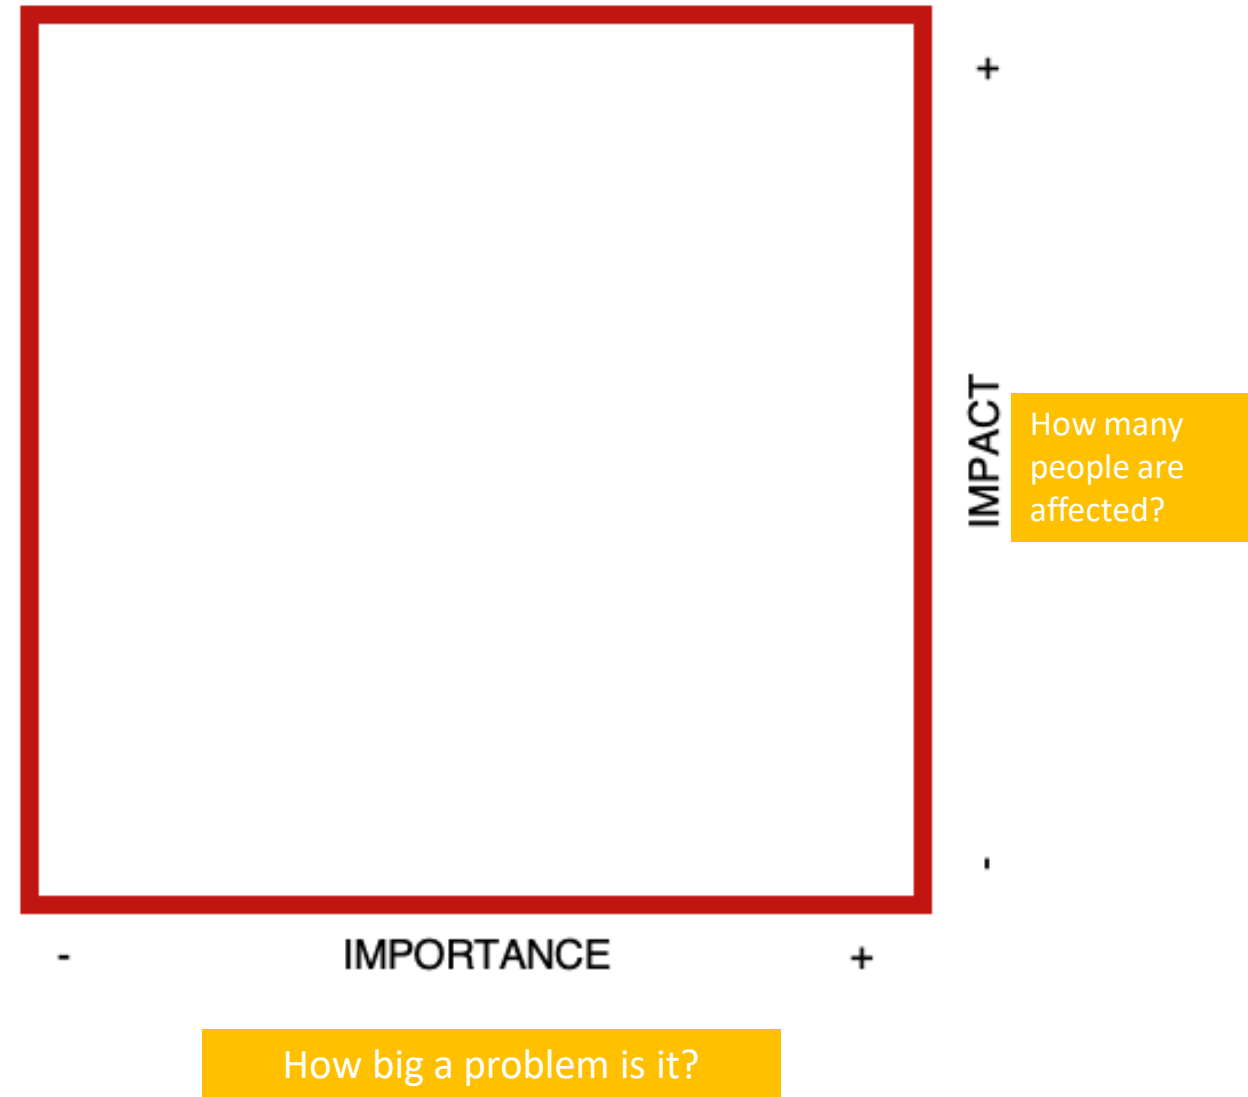 +
IMPACT
How many
people are
affected?
-
- IMPORTANCE +
How big a problem is it?